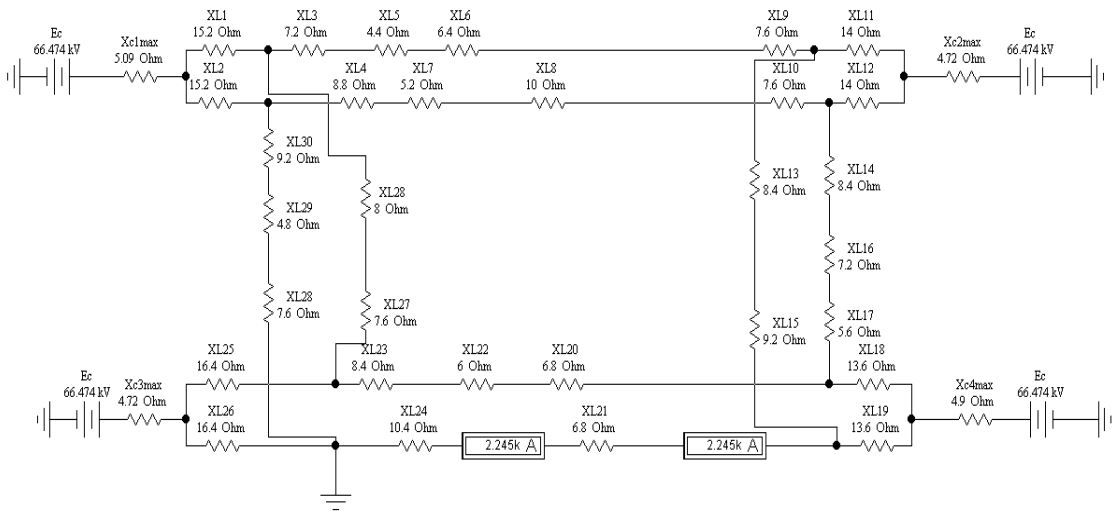 XL1
15.2 Ohm
XL3
7.2 Ohm
XL5
4.4 Ohm
XL6
6.4 Ohm
XL9
7.6 Ohm
XL11
14 Ohm
Ec
66.474 kV
Xc1max
5.09 Ohm
Xc2max
4.72 Ohm
Ec
66.474 kV
XL2
15.2 Ohm
XL4
8.8 Ohm
XL7
5.2 Ohm
XL8
10 Ohm
XL10
7.6 Ohm
XL12
14 Ohm
XL30
9.2 Ohm
XL28
8 Ohm
XL13
8.4 Ohm
XL14
8.4 Ohm
XL29
4.8 Ohm
XL16
7.2 Ohm
XL28
7.6 Ohm
XL27
7.6 Ohm
XL15
9.2 Ohm
XL17
5.6 Ohm
XL25
16.4 Ohm
XL23
8.4 Ohm
XL22
6 Ohm
XL20
6.8 Ohm
XL18
13.6 Ohm
Ec
66.474 kV
Xc3max
4.72 Ohm
Xc4max
4.9 Ohm
Ec
66.474 kV
XL26
16.4 Ohm
XL24
10.4 Ohm
2.245k A
XL21
6.8 Ohm
2.245k A
XL19
13.6 Ohm